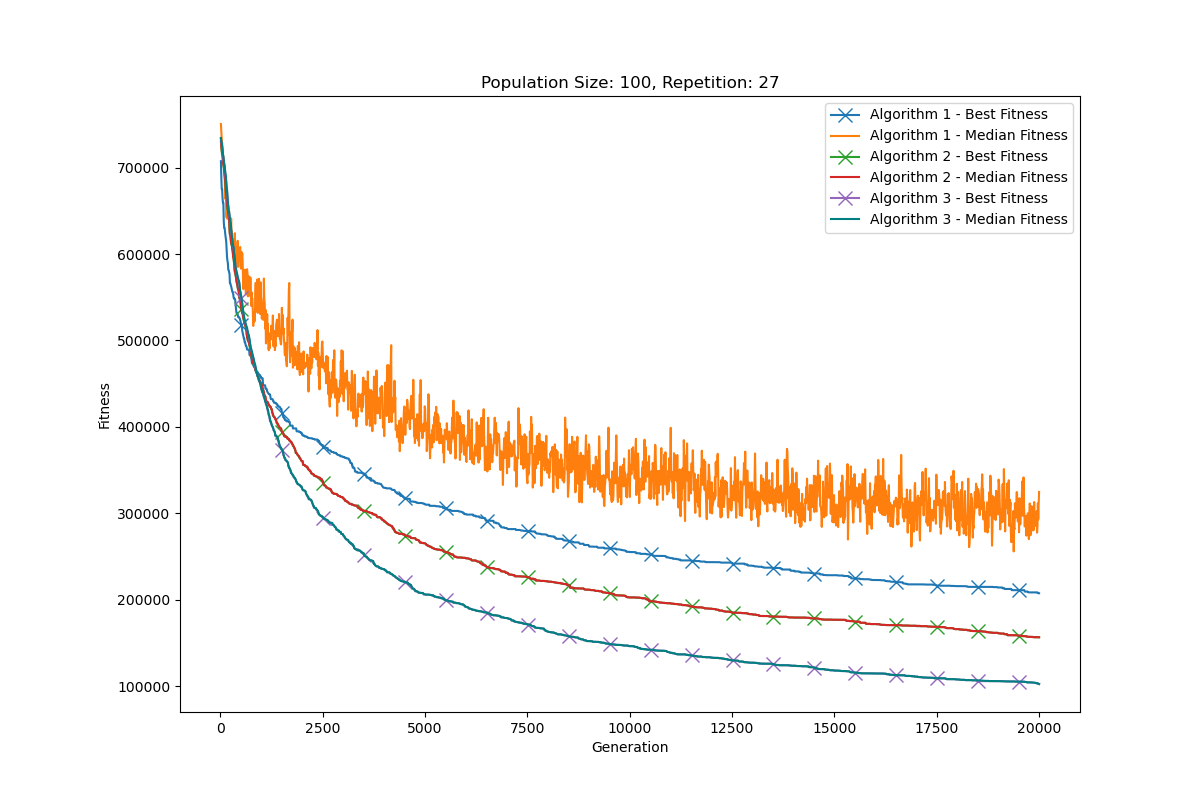 Population Size: 100, Repetition: 27
Algorithm 1 - Best Fitness
Algorithm 1 - Median Fitness
Algorithm 2 - Best Fitness
Algorithm 2 - Median Fitness
Algorithm 3 - Best Fitness
Algorithm 3 - Median Fitness
Fitness
700000
600000
500000
400000
300000
200000
100000
0 2500 5000 7500 10000 12500 15000 17500 20000
Generation